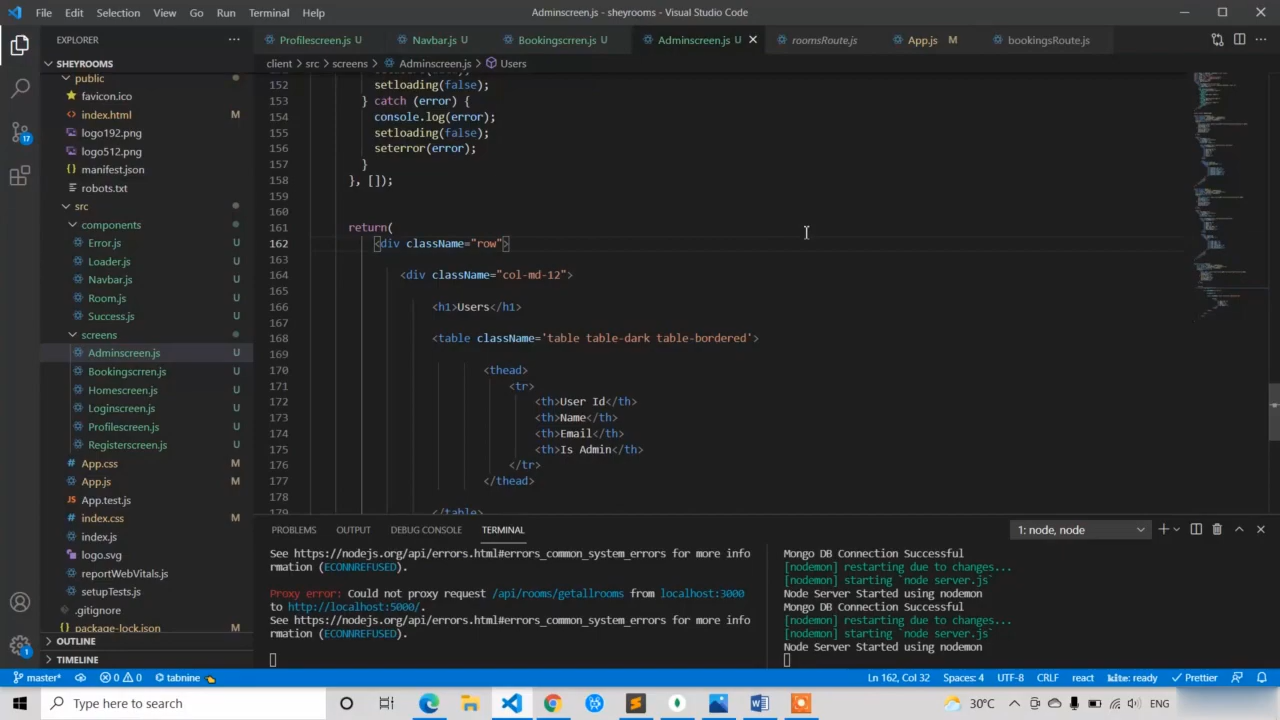 File Edit Selection View Go Run Terminal Help Adminscreen.js - sheyrooms - Visual Studio Code
EXPLORER
Profilescreen.js U Navbar.js U Bookingscrren.js U Adminscreen.js U roomsRoute.js App.js M bookingsRoute.js
SHEYROOMS
client > src > screens > Adminscreen.js > Users
public
favicon.ico
index.html M
logo192.png
logo512.png
manifest.json
robots.txt
src
components
Error.js U
Loader.js U
Navbar.js U
Room.js U
Success.js U
screens
Adminscreen.js U
Bookingscrren.js U
Homescreen.js U
Loginscreen.js U
Profilescreen.js U
Registerscreen.js U
App.css M
App.js M
App.test.js
index.css M
index.js
logo.svg
reportWebVitals.js
setupTests.js
.gitignore
package-lock.json M
OUTLINE
TIMELINE
152 setloading(false);
153 } catch (error) {
154 console.log(error);
155 setloading(false);
156 seterror(error);
157 }
158 }, []);
159
160
161 return(
162 <div className="row">
163
164 <div className="col-md-12">
165
166 <h1>Users</h1>
167
168 <table className='table table-dark table-bordered'>
169
170 <thead>
171 <tr>
172 <th>User Id</th>
173 <th>Name</th>
174 <th>Email</th>
175 <th>Is Admin</th>
176 </tr>
177 </thead>
178
179 </table>
PROBLEMS OUTPUT DEBUG CONSOLE TERMINAL 1: node, node
See https://nodejs.org/api/errors.html#errors_common_system_errors for more info
rmation (ECONNREFUSED).
Proxy error: Could not proxy request /api/rooms/getallrooms from localhost:3000
to http://localhost:5000/.
See https://nodejs.org/api/errors.html#errors_common_system_errors for more info
rmation (ECONNREFUSED).
Mongo DB Connection Successful
[nodemon] restarting due to changes...
[nodemon] starting `node server.js`
Node Server Started using nodemon
Mongo DB Connection Successful
[nodemon] restarting due to changes...
[nodemon] starting `node server.js`
Node Server Started using nodemon
17
1
master* 0 0 tabnine Ln 162, Col 32 Spaces: 4 UTF-8 CRLF react kite: ready Prettier
Type here to search 30°C ENG